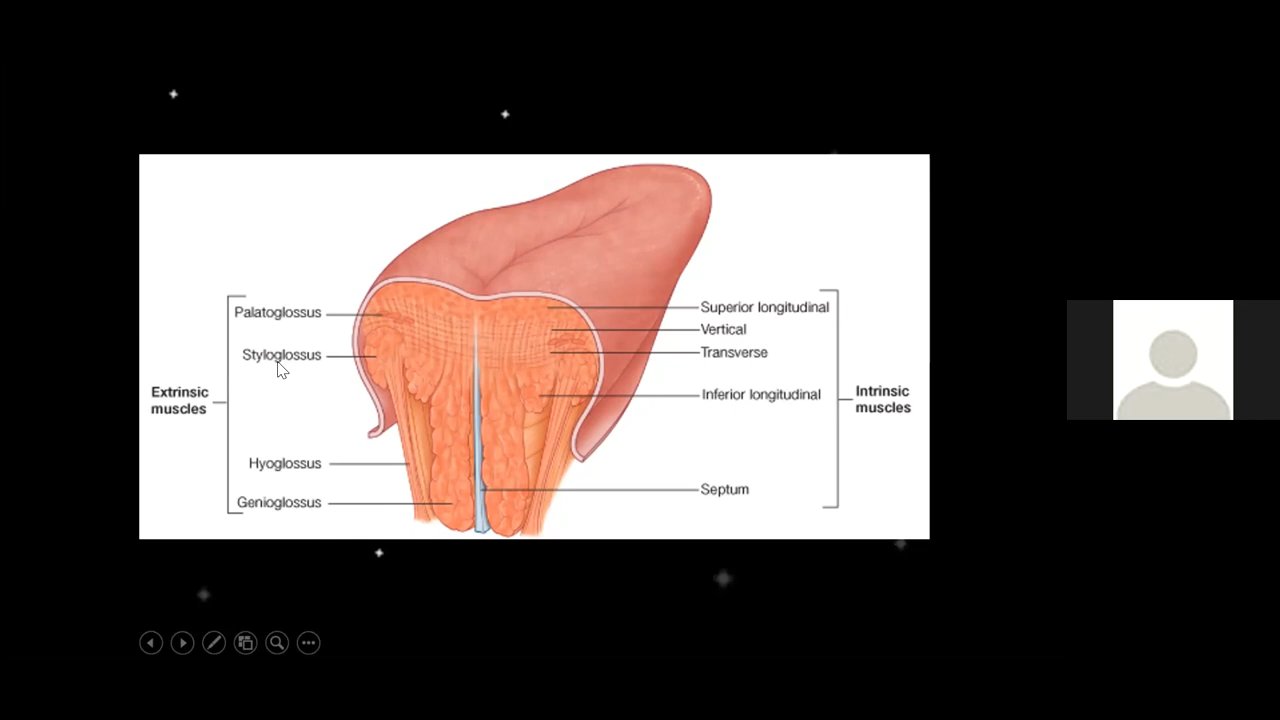 Palatoglossus
Styloglossus
Extrinsic
muscles
Hyoglossus
Genioglossus
Superior longitudinal
Vertical
Transverse
Inferior longitudinal
Intrinsic
muscles
Septum